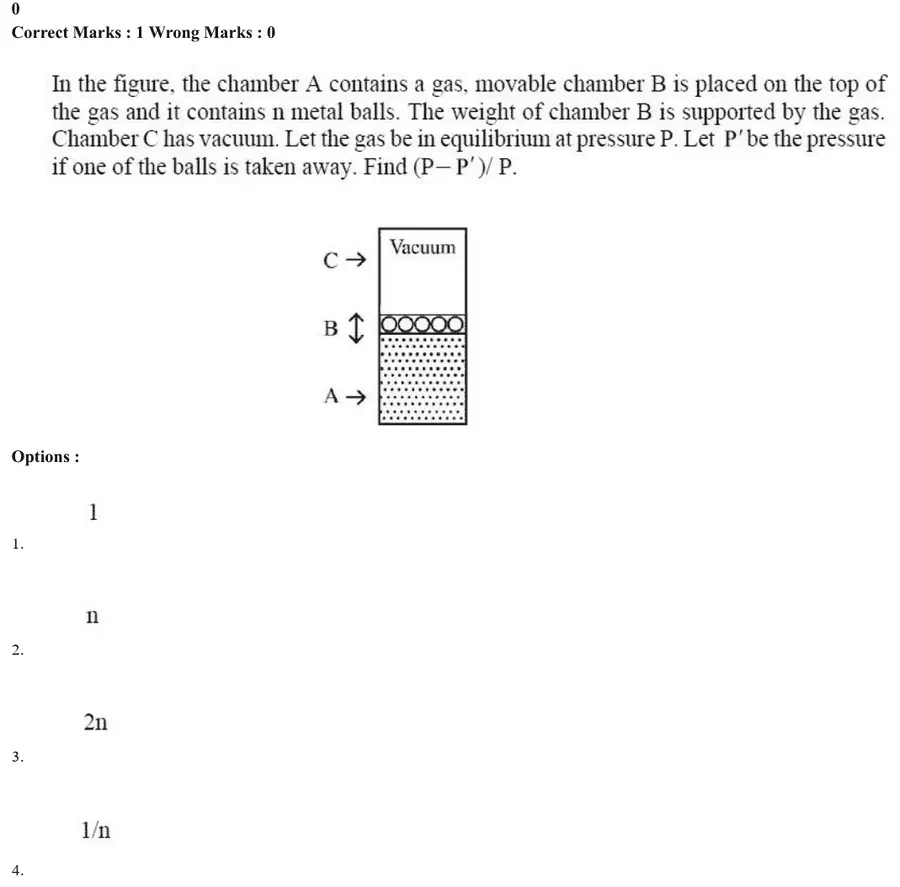 0
Correct Marks : 1 Wrong Marks : 0
In the figure, the chamber A contains a gas, movable chamber B is placed on the top of
the gas and it contains n metal balls. The weight of chamber B is supported by the gas.
Chamber C has vacuum. Let the gas be in equilibrium at pressure P. Let P′ be the pressure
if one of the balls is taken away. Find (P− P′)/ P.
Vacuum
C →
B ↕
A →
Options :
1
1.
n
2.
2n
3.
1/n
4.